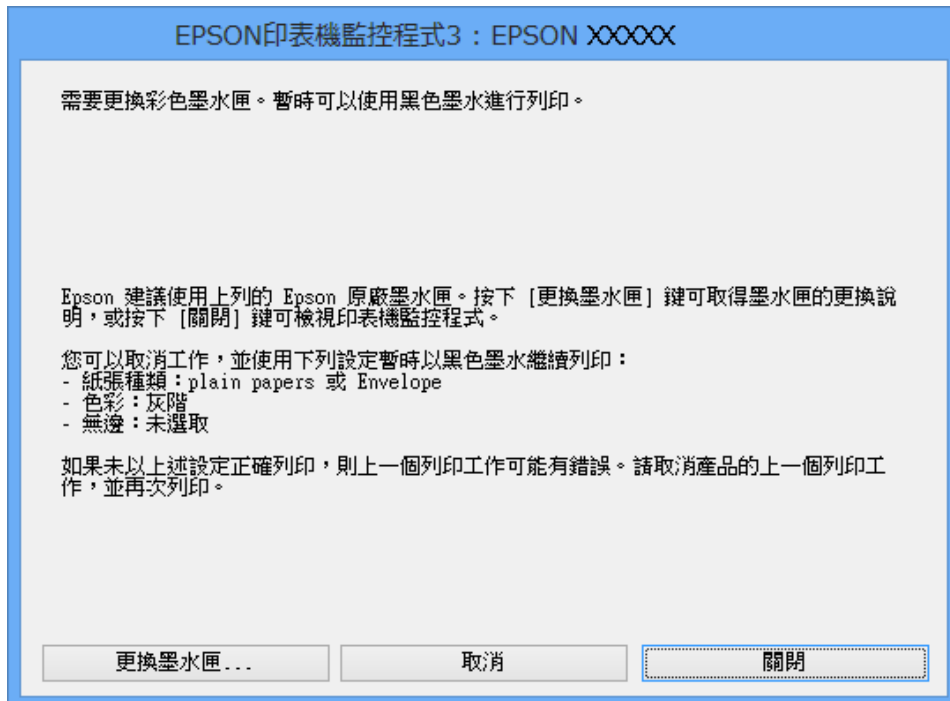 EPSON印表機監控程式3 : EPSON XXXXX
需要更換彩色墨水匣。暫時可以使用黑色墨水進行列印。
Epson 建議使用上列的 Epson 原廠墨水匣。按下 [更換墨水匣] 鍵可取得墨水匣的更換說
明，或按下 [關閉] 鍵可檢視印表機監控程式。
您可以取消工作，並使用下列設定暫時以黑色墨水繼續列印：
- 紙張種類：plain papers 或 Envelope
- 色彩：灰階
- 無邊：未選取
如果未以上述設定正確列印，則上一個列印工作可能有錯誤。請取消產品的上一個列印工
作，並再次列印。
更換墨水匣...
取消
關閉